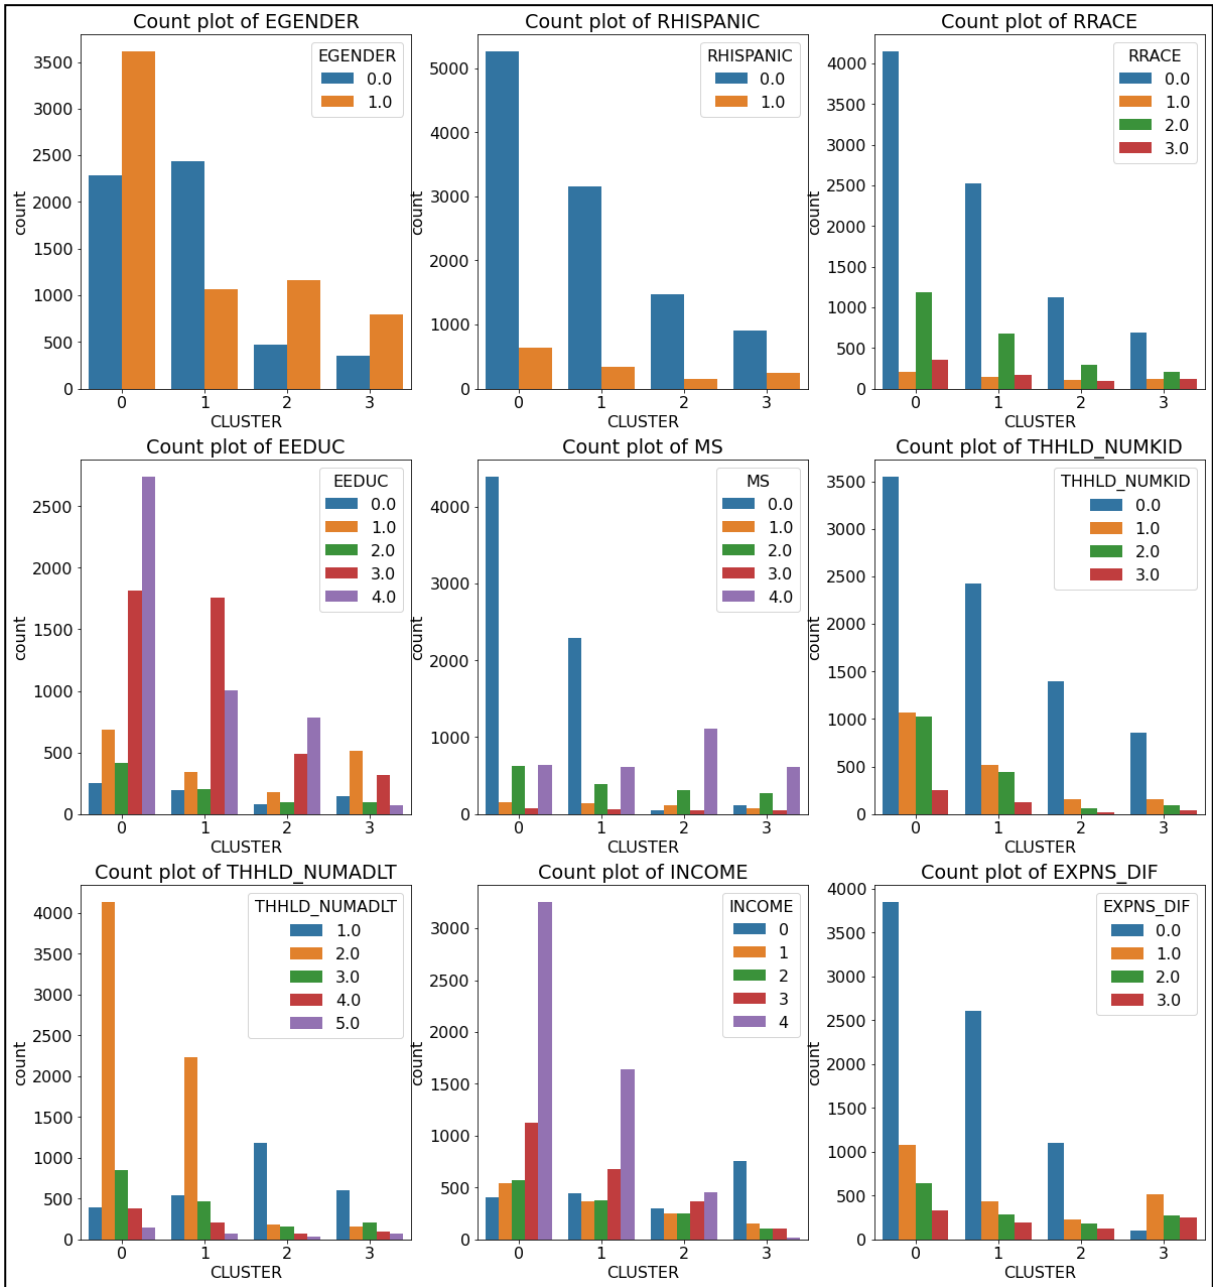 Count plot of EGENDER
EGENDER
0.0
1.0
3500
3000
2500
2000
1500
1000
500
0
count
0 1 2 3
CLUSTER
Count plot of RHISPANIC
RHISPANIC
0.0
1.0
5000
4000
3000
2000
1000
0
count
0 1 2 3
CLUSTER
Count plot of RRACE
RRACE
0.0
1.0
2.0
3.0
4000
3500
3000
2500
2000
1500
1000
500
0
count
0 1 2 3
CLUSTER
Count plot of EEDUC
EEDUC
0.0
1.0
2.0
3.0
4.0
2500
2000
1500
1000
500
0
count
0 1 2 3
CLUSTER
Count plot of MS
MS
0.0
1.0
2.0
3.0
4.0
4000
3000
2000
1000
0
count
0 1 2 3
CLUSTER
Count plot of THHLD_NUMKID
THHLD_NUMKID
0.0
1.0
2.0
3.0
3500
3000
2500
2000
1500
1000
500
0
count
0 1 2 3
CLUSTER
Count plot of THHLD_NUMADLT
THHLD_NUMADLT
1.0
2.0
3.0
4.0
5.0
4000
3500
3000
2500
2000
1500
1000
500
0
count
0 1 2 3
CLUSTER
Count plot of INCOME
INCOME
0
1
2
3
4
3000
2500
2000
1500
1000
500
0
count
0 1 2 3
CLUSTER
Count plot of EXPNS_DIF
EXPNS_DIF
0.0
1.0
2.0
3.0
4000
3500
3000
2500
2000
1500
1000
500
0
count
0 1 2 3
CLUSTER